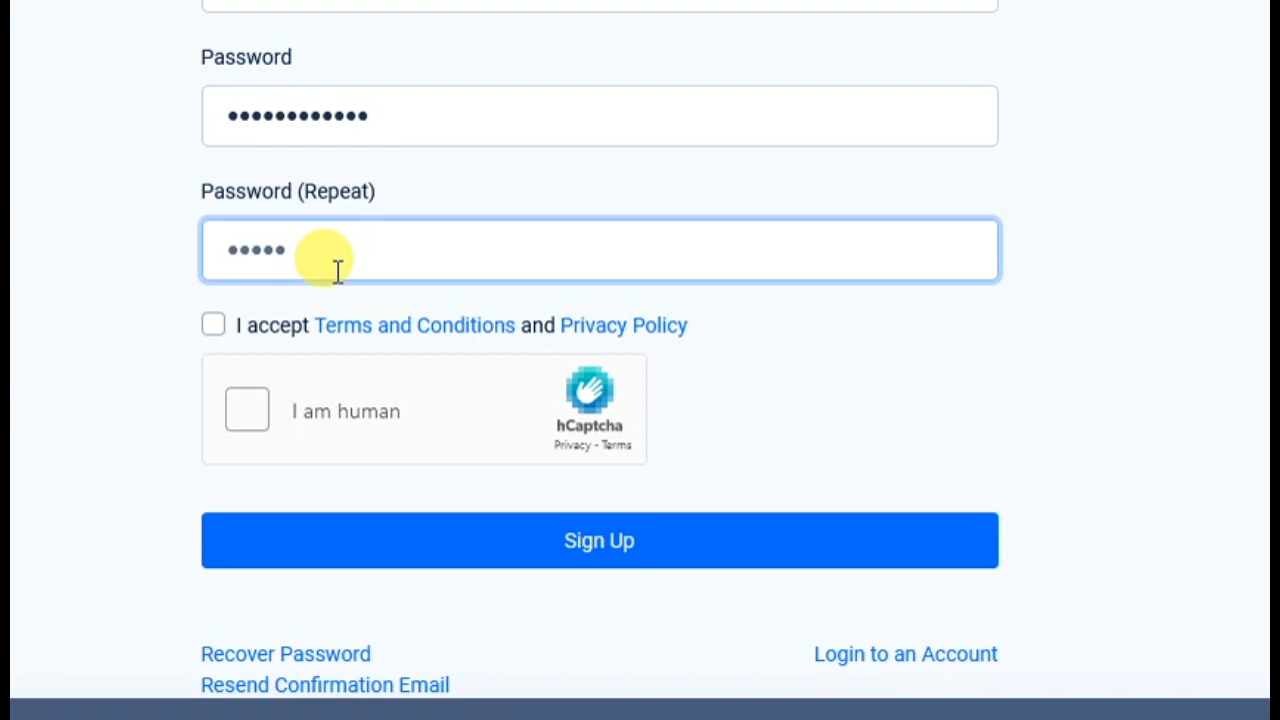 Password
••••••••••••
Password (Repeat)
•••••
I accept Terms and Conditions and Privacy Policy
I am human
hCaptcha
Privacy - Terms
Sign Up
Recover Password
Login to an Account
Resend Confirmation Email